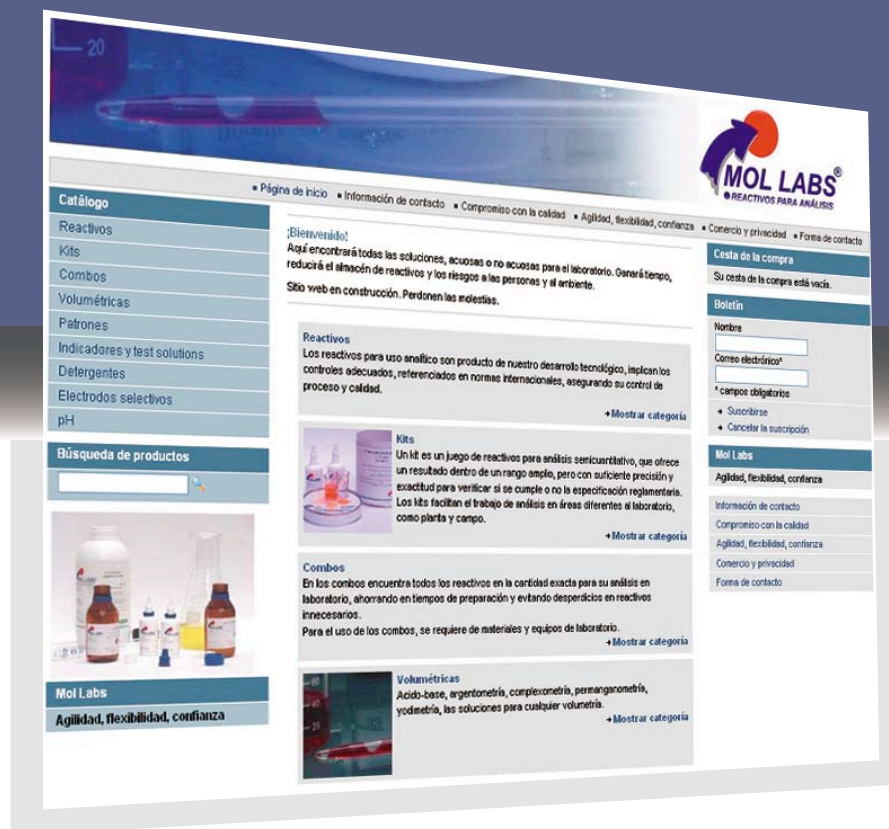 20
MOL LABS®
REACTIVOS PARA ANÁLISIS
Página de inicio Información de contacto Compromiso con la calidad Agilidad, flexibilidad, confianza Comercio y privacidad Forma de contacto
Catálogo
Reactivos
Kits
Combos
Volumétricas
Patrones
Indicadores y test solutions
Detergentes
Electrodos selectivos
pH
Búsqueda de productos
Mol Labs
Agilidad, flexibilidad, confianza
¡Bienvenido!
Aquí encontrará todas las soluciones, acuosas o no acuosas para el laboratorio. Ganará tiempo,
reducirá el almacén de reactivos y los riesgos a las personas y al ambiente.
Sitio web en construcción. Perdonen las molestias.
Reactivos
Los reactivos para uso analítico son producto de nuestro desarrollo tecnológico, implican los
controles adecuados, referenciados en normas internacionales, asegurando su control de
proceso y calidad.
Mostrar categoría
Kits
Un kit es un juego de reactivos para análisis semicuantitativo, que ofrece
un resultado dentro de un rango amplio, pero con suficiente precisión y
exactitud para verificar si se cumple o no la especificación reglamentaria.
Los kits facilitan el trabajo de análisis en áreas diferentes al laboratorio,
como planta y campo.
Mostrar categoría
Combos
En los combos encuentra todos los reactivos en la cantidad exacta para su análisis en
laboratorio, ahorrando en tiempos de preparación y evitando desperdicios en reactivos
innecesarios.
Para el uso de los combos, se requiere de materiales y equipos de laboratorio.
Mostrar categoría
Volumétricas
Acido-base, argentometría, complexometría, permanganometría,
yodimetría, las soluciones para cualquier volumetría.
Mostrar categoría
Cesta de la compra
Su cesta de la compra está vacía.
Boletín
Nombre
Correo electrónico*
* campos obligatorios
Suscribirse
Cancelar la suscripción
Mol Labs
Agilidad, flexibilidad, confianza
Información de contacto
Compromiso con la calidad
Agilidad, flexibilidad, confianza
Comercio y privacidad
Forma de contacto